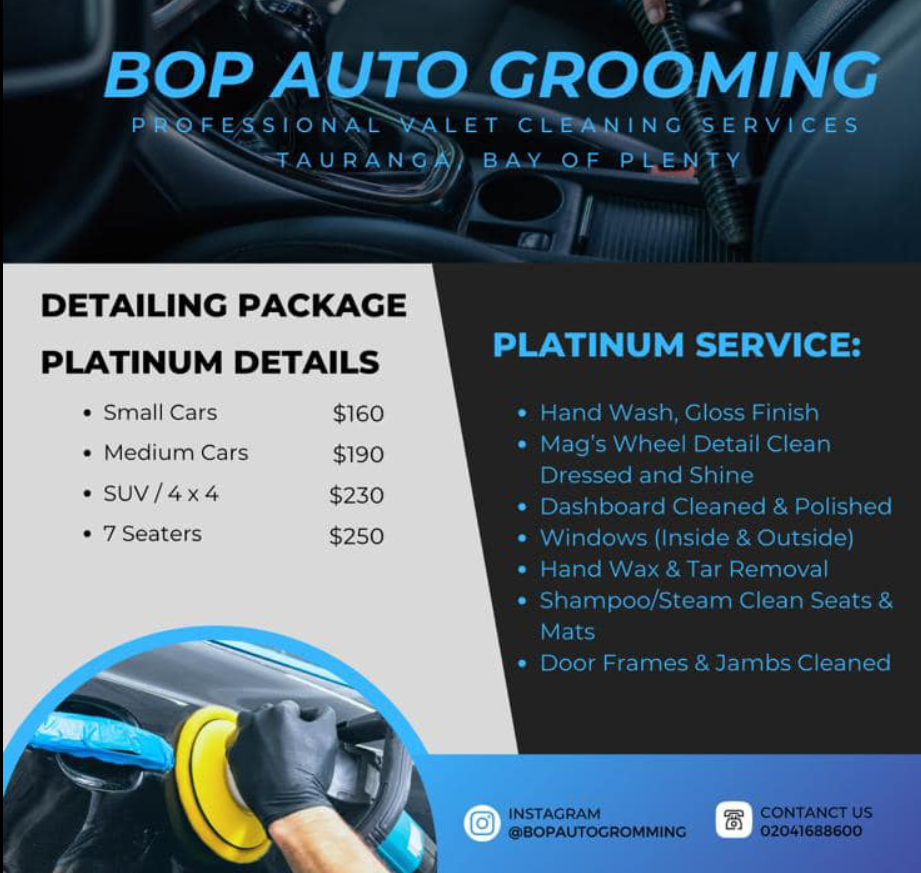 BOP AUTO GROOMING
PROFESSIONAL VALET CLEANING SERVICES
TAURANGA, BAY OF PLENTY
DETAILING PACKAGE
PLATINUM DETAILS
• Small Cars $160
• Medium Cars $190
• SUV / 4 x 4 $230
• 7 Seaters $250
PLATINUM SERVICE:
• Hand Wash, Gloss Finish
• Mag's Wheel Detail Clean
Dressed and Shine
• Dashboard Cleaned & Polished
• Windows (Inside & Outside)
• Hand Wax & Tar Removal
• Shampoo/Steam Clean Seats &
Mats
• Door Frames & Jambs Cleaned
INSTAGRAM
@BOPAUTOGROMMING
CONTANCT US
02041688600